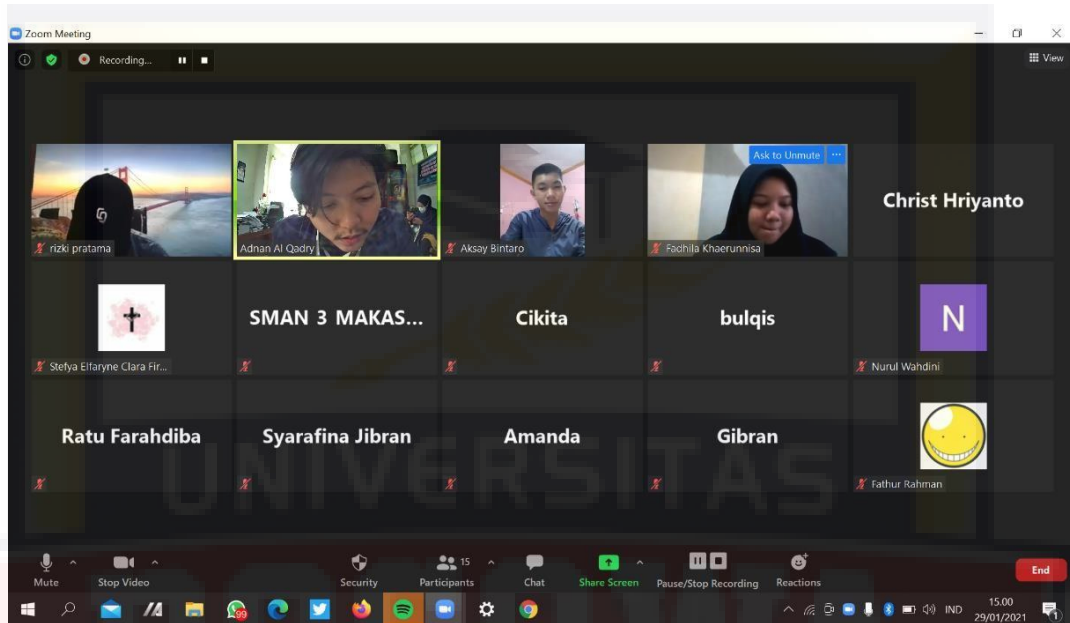 Zoom Meeting
Recording...
View
Ask to Unmute
rizki pratama
Adnan Al Qadry
Aksay Bintaro
Fadhila Khaerunnisa
Christ Hriyanto
Stefya Elfaryne Clara Fir...
SMAN 3 MAKAS...
Cikita
bulqis
N
Nurul Wahdini
Ratu Farahdiba
Syarafina Jibran
Amanda
Gibran
Fathur Rahman
UNIVERSITAS
15
Mute
Stop Video
Security
Participants
Chat
Share Screen
Pause/Stop Recording
Reactions
End
99
IND
15.00
29/01/2021
1